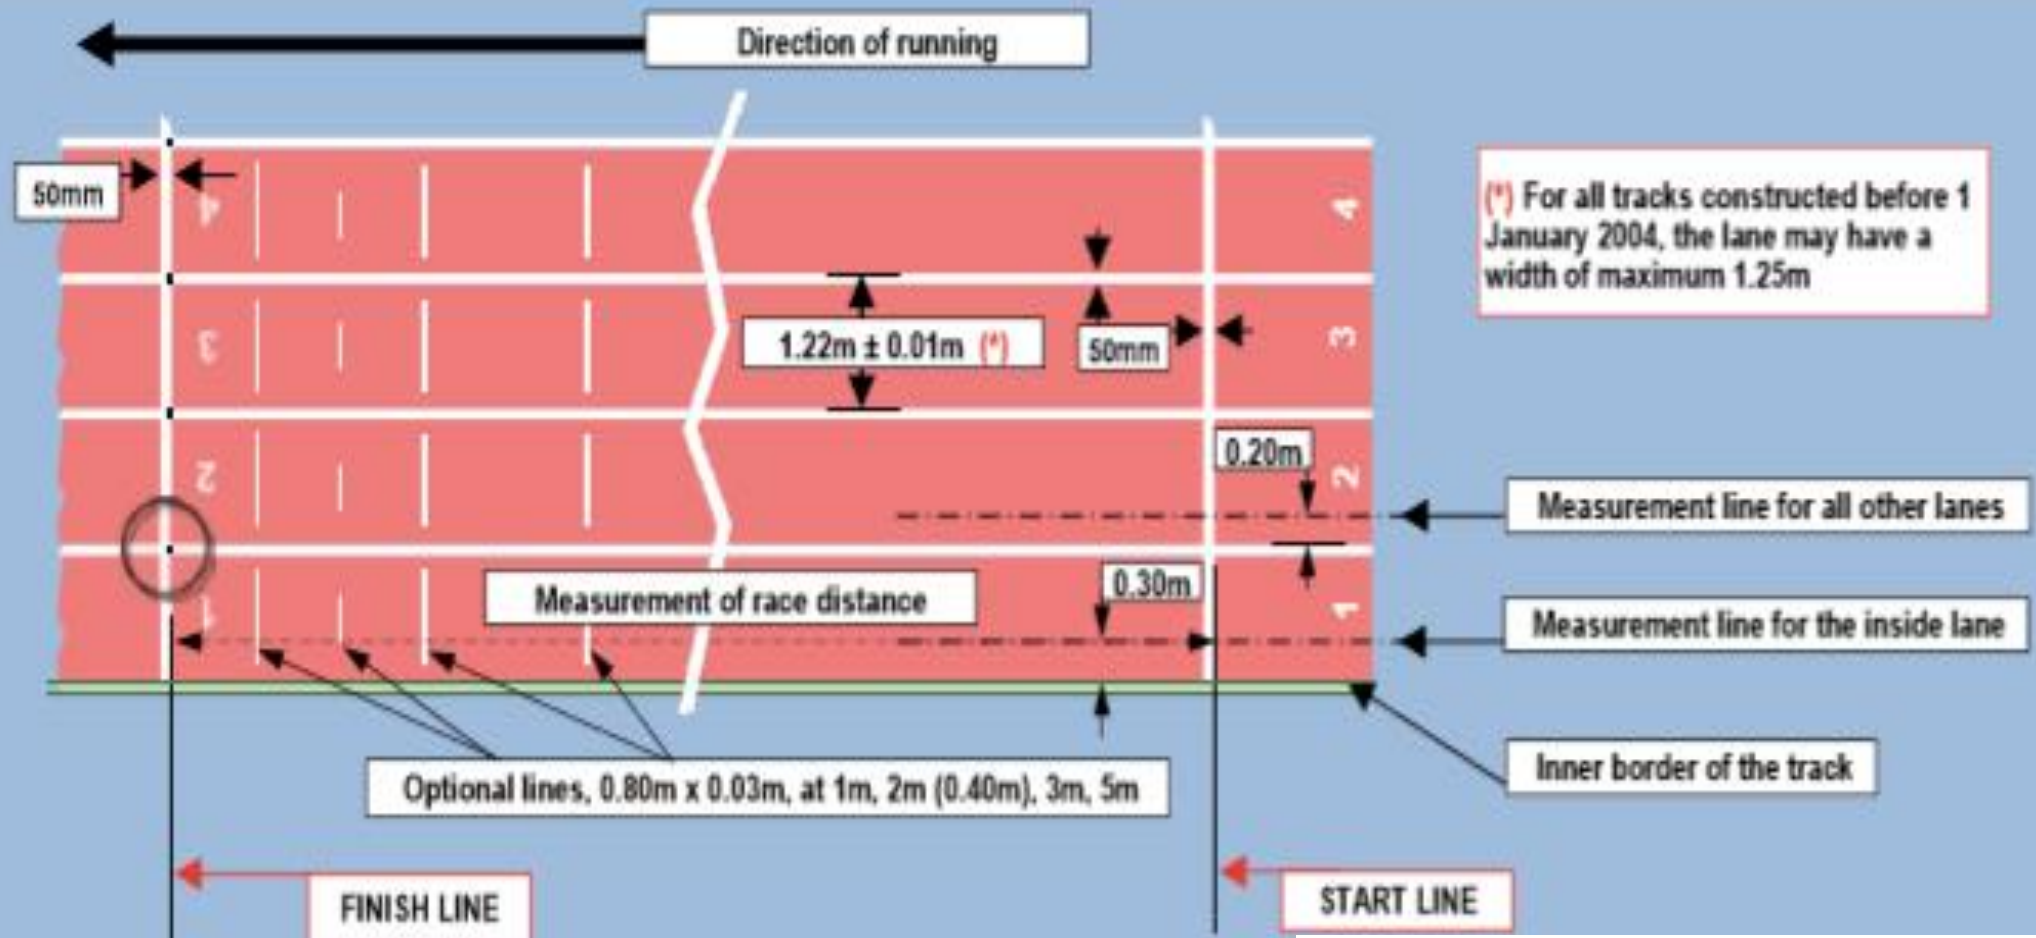 Direction of running
50mm
4
4
(*) For all tracks constructed before 1
January 2004, the lane may have a
width of maximum 1.25m
3
1.22m ± 0.01m (*)
50mm
3
2
0.20m
2
Measurement line for all other lanes
1
Measurement of race distance
0.30m
1
Measurement line for the inside lane
Inner border of the track
Optional lines, 0.80m x 0.03m, at 1m, 2m (0.40m), 3m, 5m
FINISH LINE
START LINE